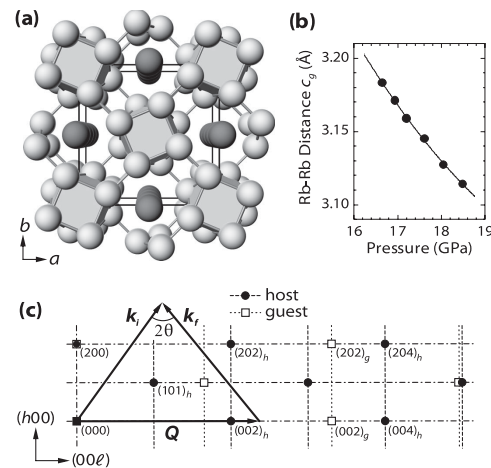 (a)
b
a
(b)
Rb-Rb Distance c_g (Å)
3.20
3.15
3.10
16 17 18 19
Pressure (GPa)
(c)
host
guest
k_i
k_f
2θ
(200)
(202)_h
(202)_g
(204)_h
(101)_h
(h00)
(000)
Q
(002)_h
(002)_g
(004)_h
(00ℓ)